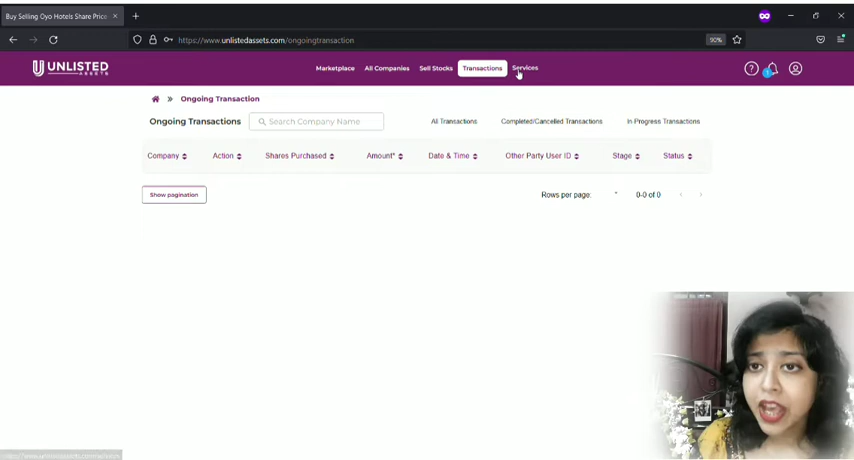 Buy Selling Oyo Hotels Share Price
https://www.unlistedassets.com/ongoingtransaction
90%
UNLISTED ASSETS
Marketplace
All Companies
Sell Stocks
Transactions
Services
1
Ongoing Transaction
Ongoing Transactions
Search Company Name
All Transactions
Completed/Cancelled Transactions
In Progress Transactions
Company
Action
Shares Purchased
Amount*
Date & Time
Other Party User ID
Stage
Status
Show pagination
Rows per page:
0-0 of 0